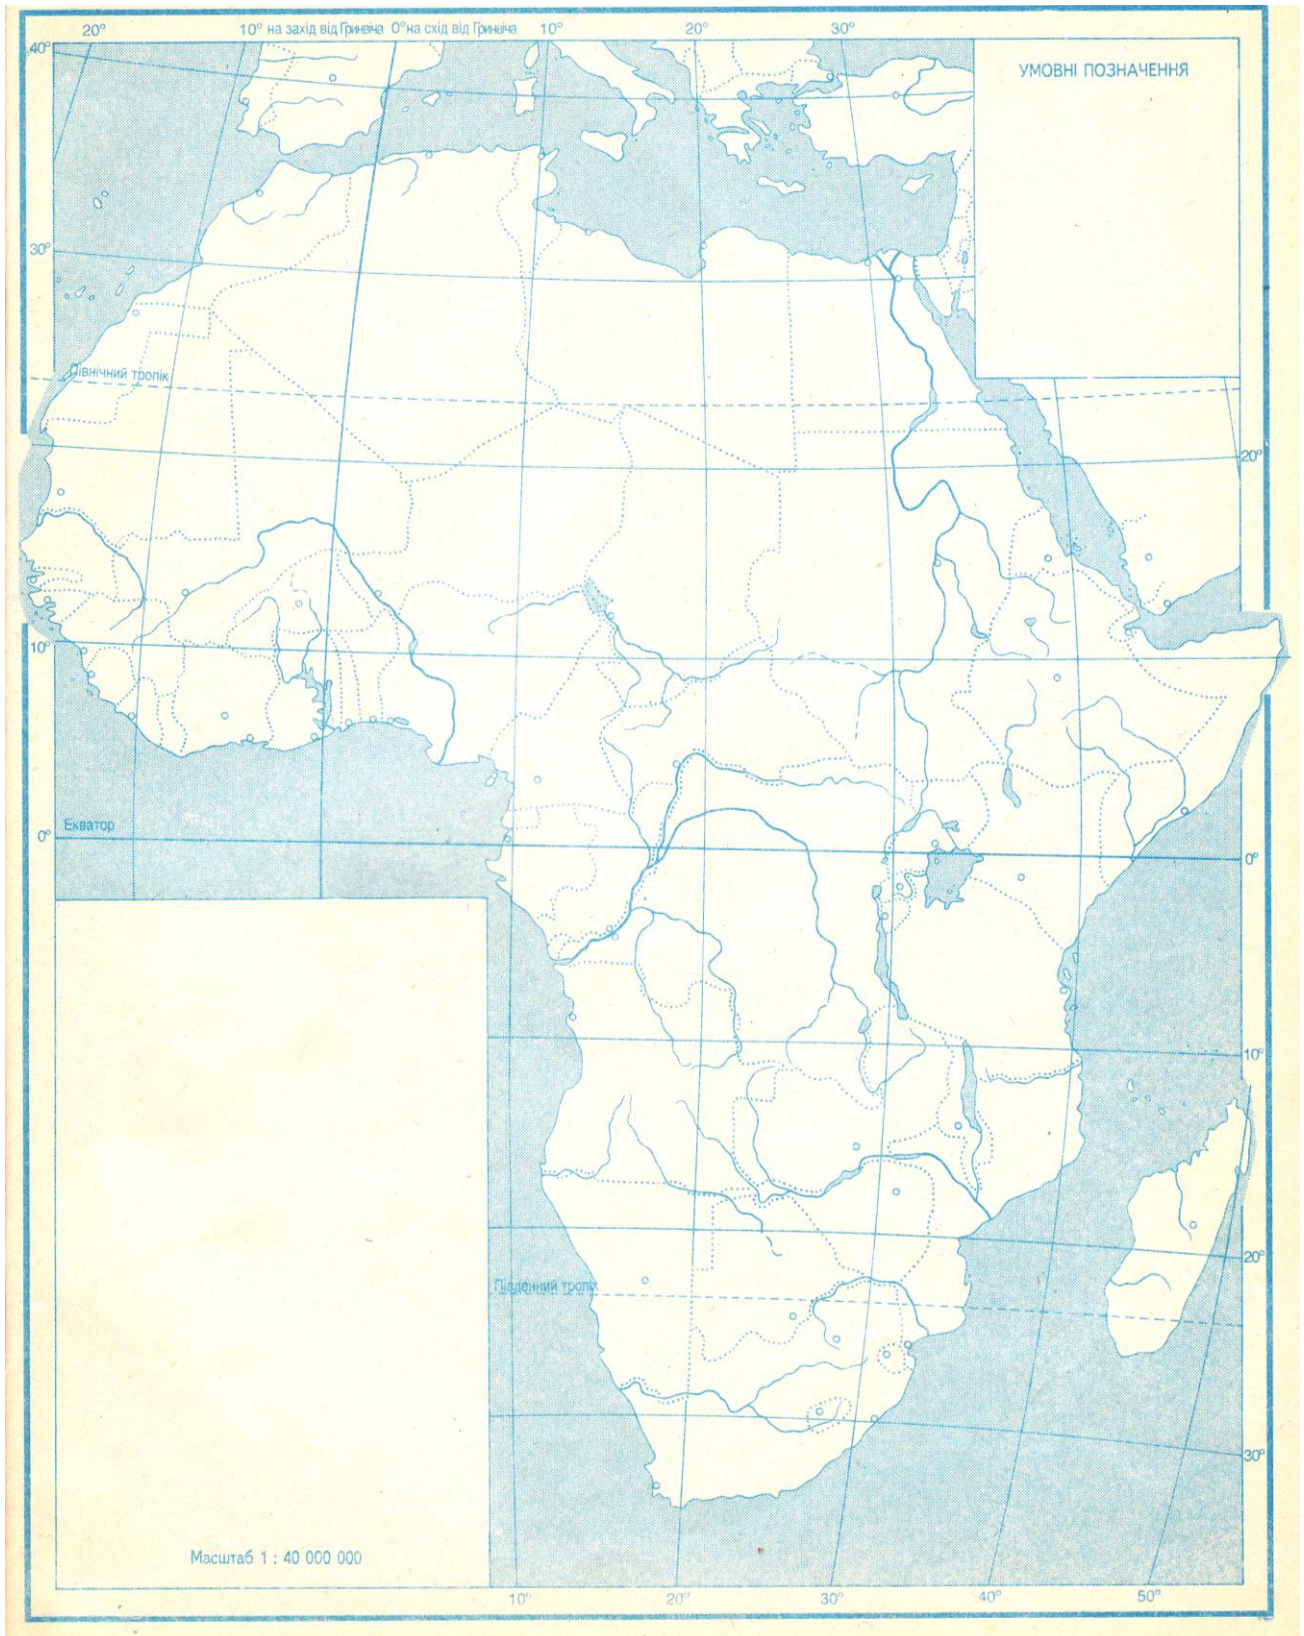 20° 10° на захід від Гринвіча 0° на схід від Гринвіча 10° 20° 30°
40°
УМОВНІ ПОЗНАЧЕННЯ
30°
Північний тропік
20°
10°
Екватор
0° 0°
10°
20°
Південний тропік
30°
Масштаб 1 : 40 000 000
10° 20° 30° 40° 50°